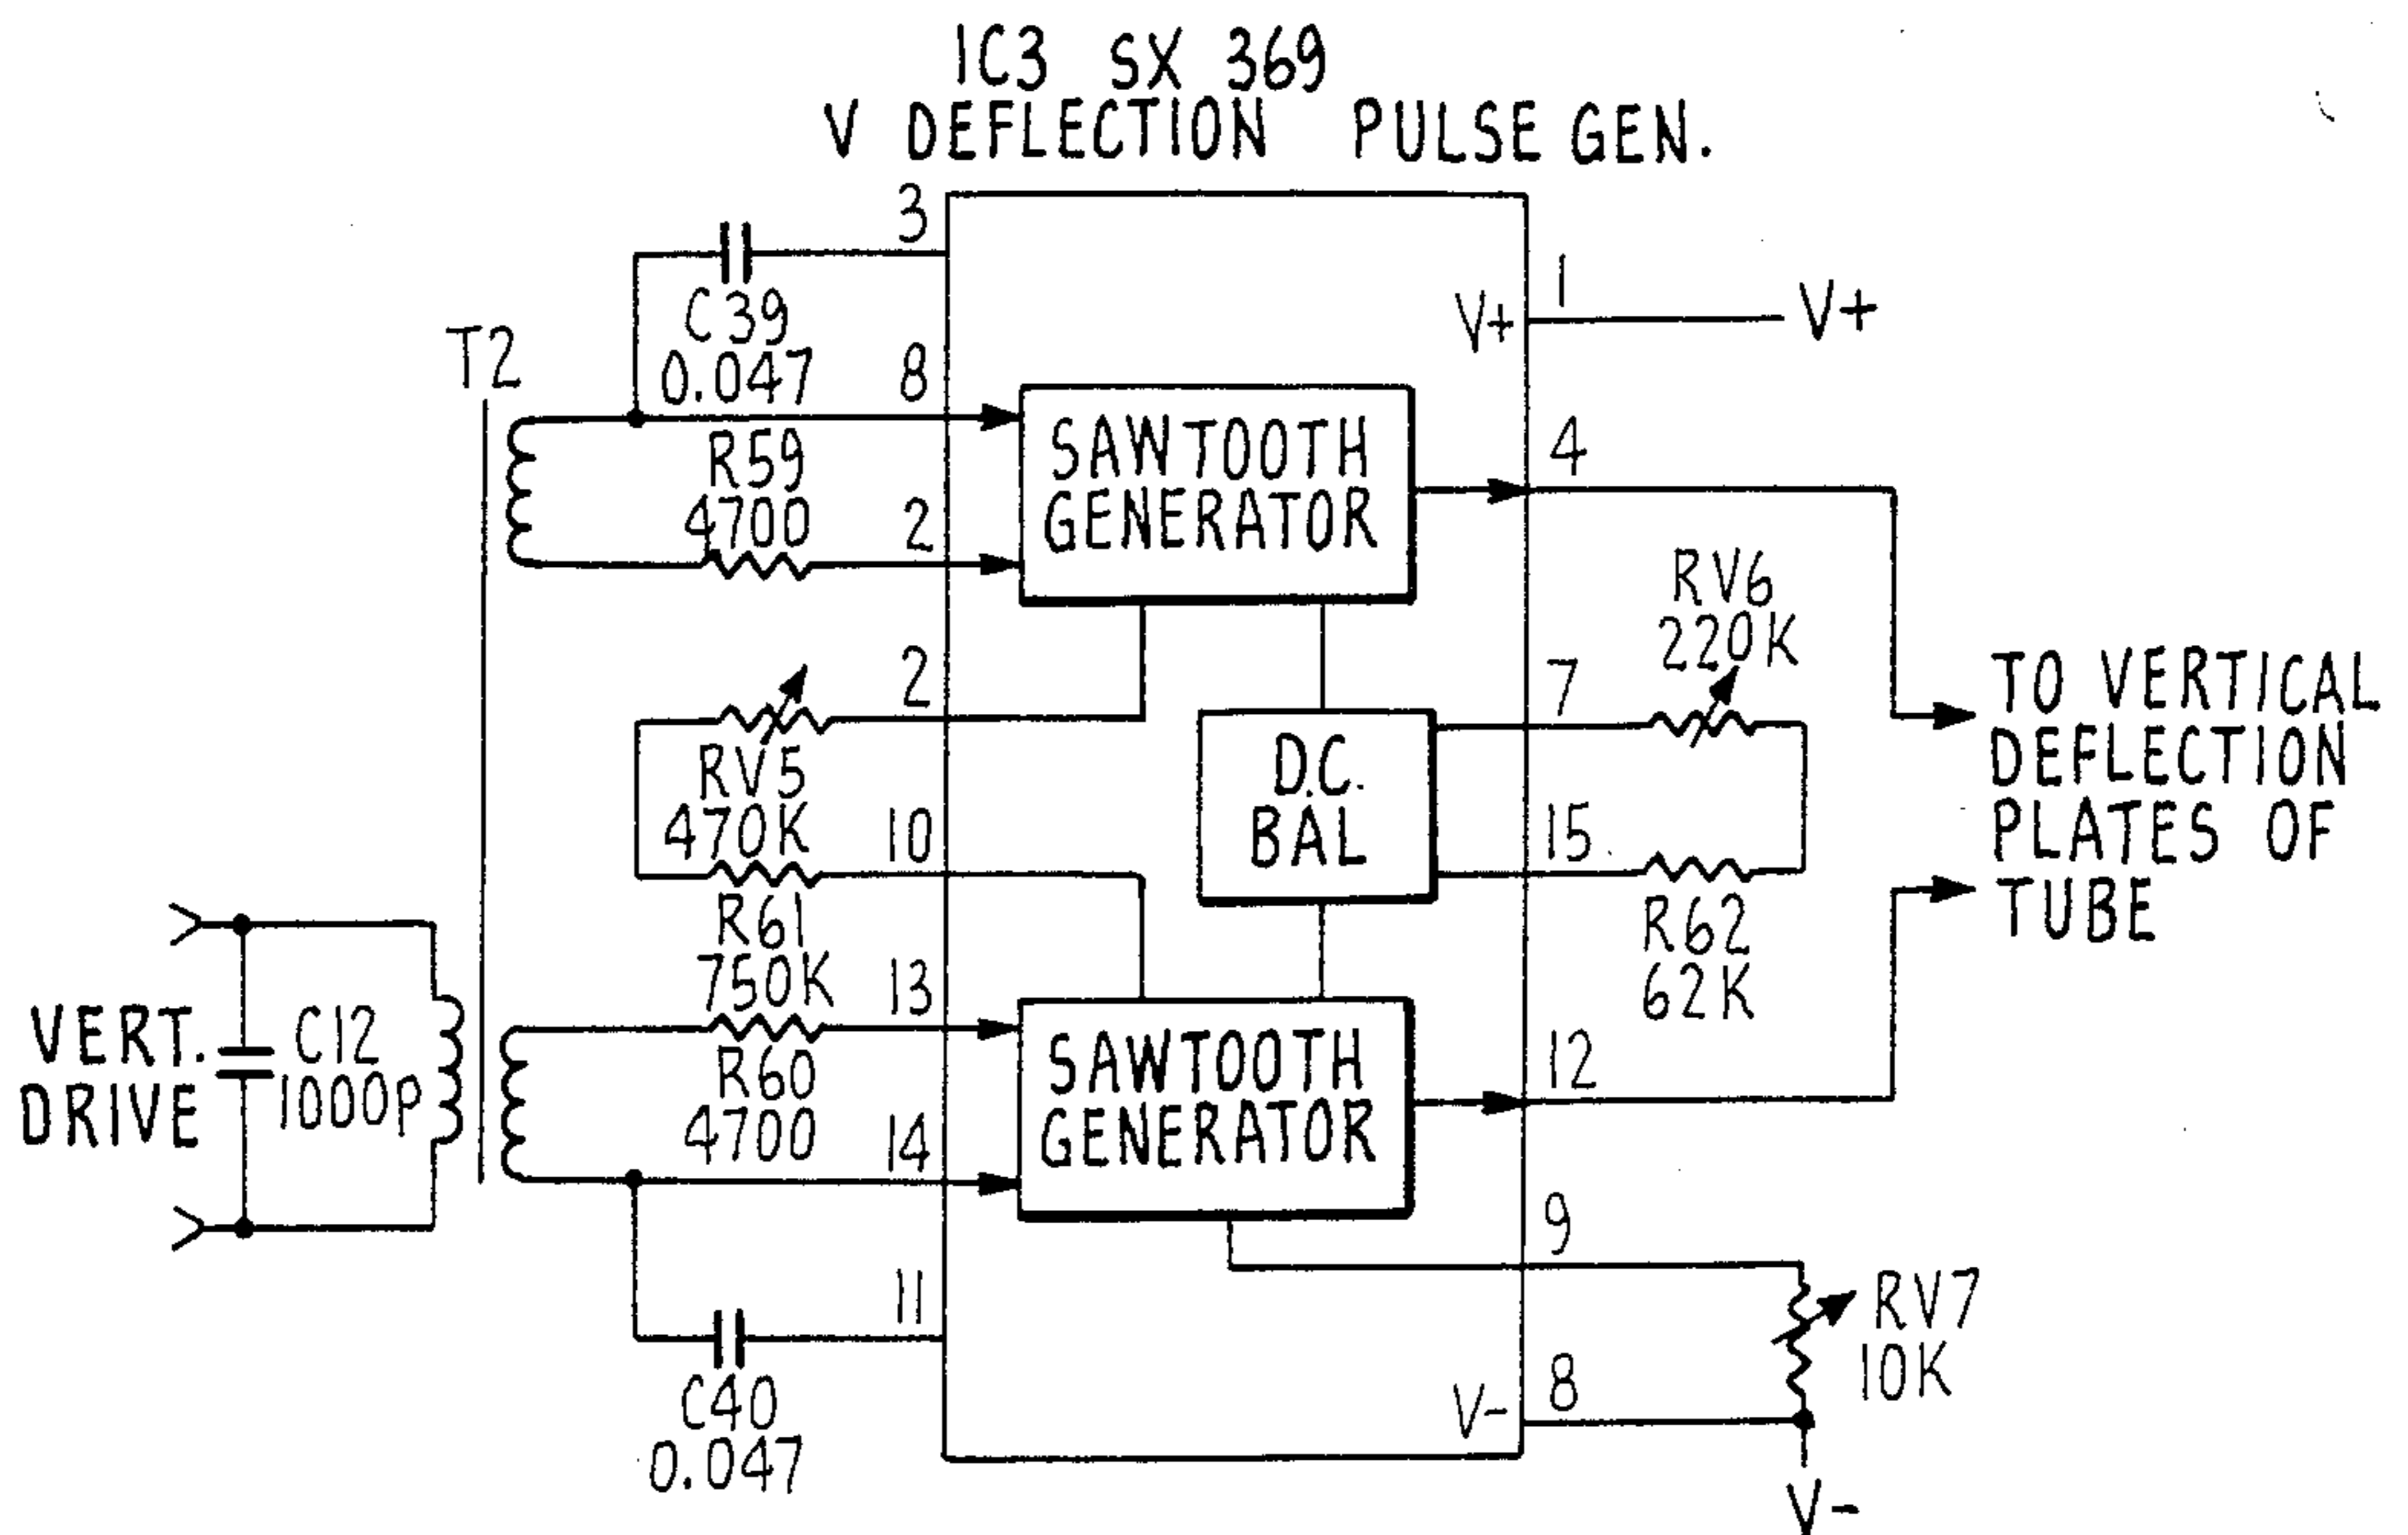 IC3 SX 369
V DEFLECTION PULSE GEN.
3
C39
0.047
1
V+
V+
T2
8
SAWTOOTH
GENERATOR
4
R59
4700
2
RV6
220K
2
RV5
470K
7
D.C.
BAL
TO VERTICAL
DEFLECTION
PLATES OF
TUBE
10
15
R61
750K
R62
62K
13
VERT.
DRIVE
C12
1000P
R60
4700
SAWTOOTH
GENERATOR
12
14
9
11
RV7
10K
C40
0.047
V-
8
V-